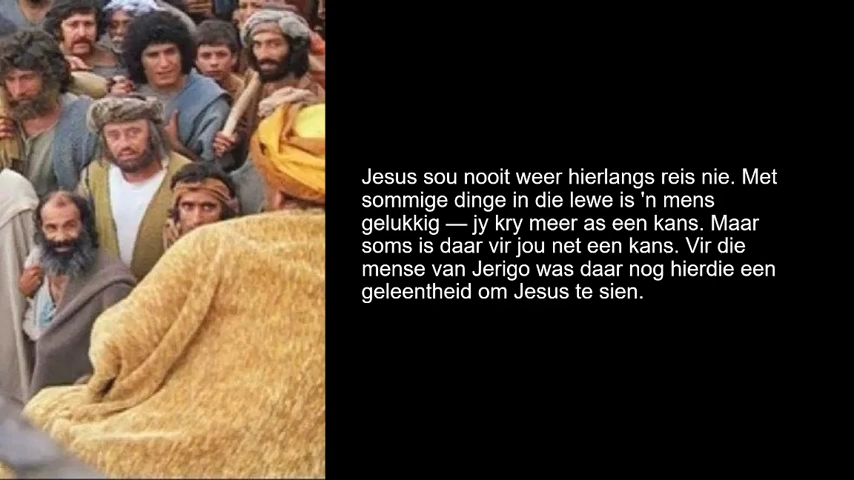 Jesus sou nooit weer hierlangs reis nie. Met
sommige dinge in die lewe is 'n mens
gelukkig — jy kry meer as een kans. Maar
soms is daar vir jou net een kans. Vir die
mense van Jerigo was daar nog hierdie een
geleentheid om Jesus te sien.